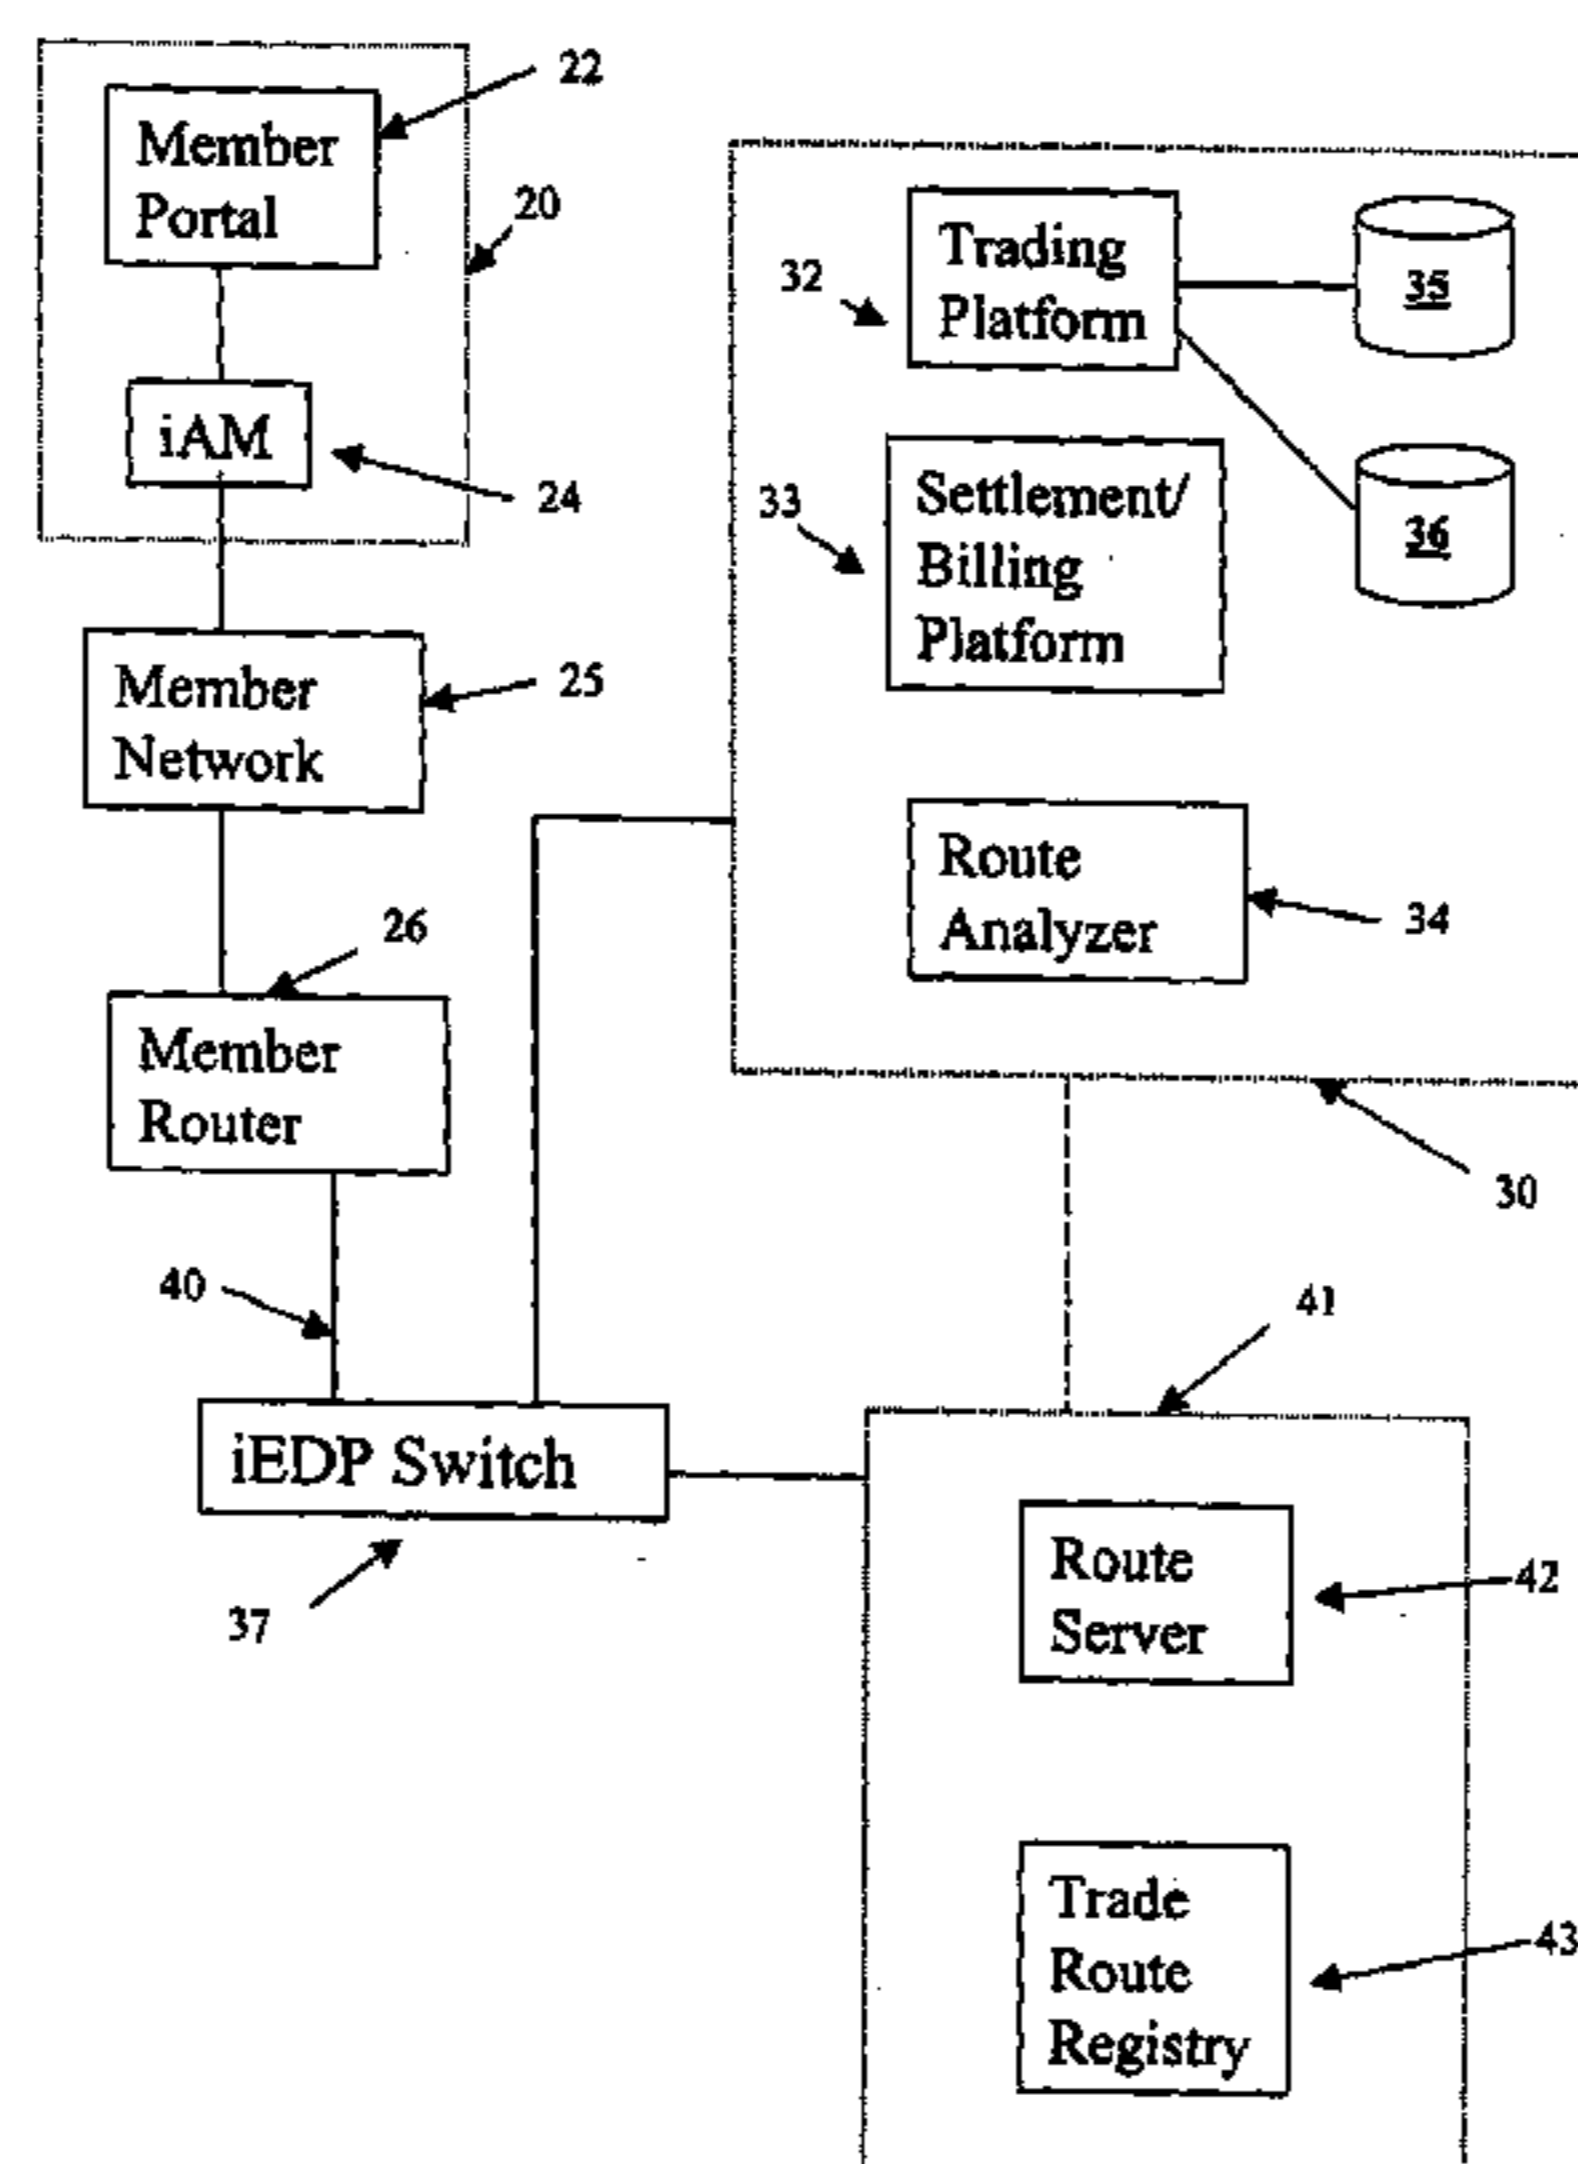 22
Member
Portal
20
iAM
24
Member
Network
25
26
Member
Router
40
iEDP Switch
37
32
Trading
Platform
35
33
Settlement/
Billing
Platform
36
Route
Analyzer
34
30
41
Route
Server
42
Trade
Route
Registry
43